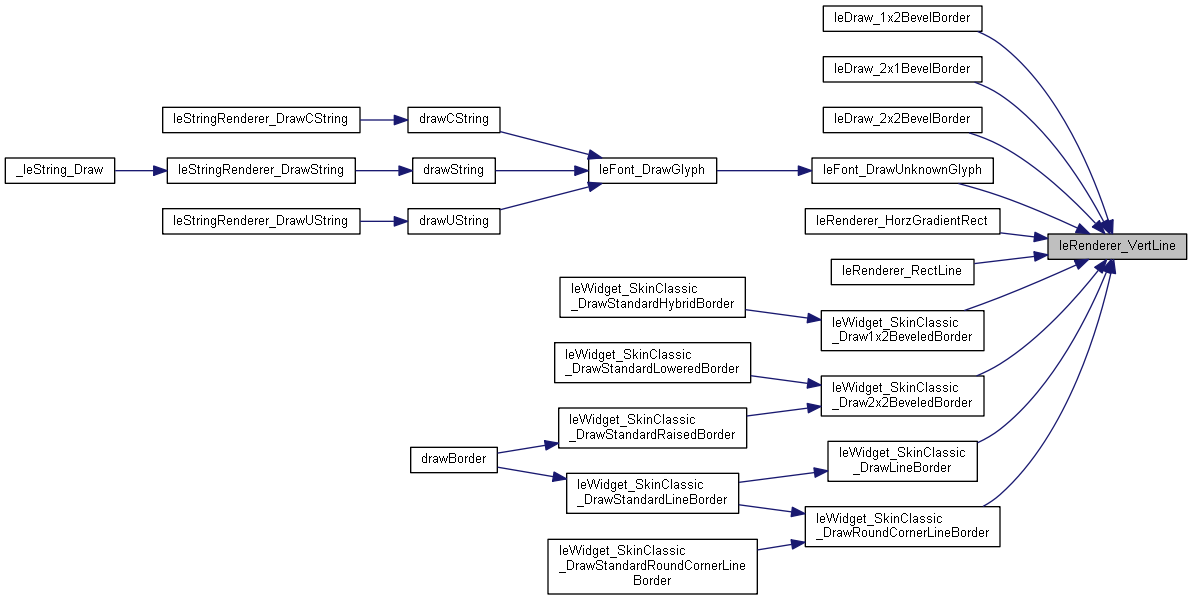 leDraw_1x2BevelBorder
leDraw_2x1BevelBorder
leDraw_2x2BevelBorder
leStringRenderer_DrawCString
drawCString
_leString_Draw
leStringRenderer_DrawString
drawString
leFont_DrawGlyph
leFont_DrawUnknownGlyph
leStringRenderer_DrawUString
drawUString
leRenderer_HorzGradientRect
leRenderer_VertLine
leRenderer_RectLine
leWidget_SkinClassic
_DrawStandardHybridBorder
leWidget_SkinClassic
_Draw1x2BeveledBorder
leWidget_SkinClassic
_DrawStandardLoweredBorder
leWidget_SkinClassic
_Draw2x2BeveledBorder
leWidget_SkinClassic
_DrawStandardRaisedBorder
drawBorder
leWidget_SkinClassic
_DrawLineBorder
leWidget_SkinClassic
_DrawStandardLineBorder
leWidget_SkinClassic
_DrawRoundCornerLineBorder
leWidget_SkinClassic
_DrawStandardRoundCornerLine
Border